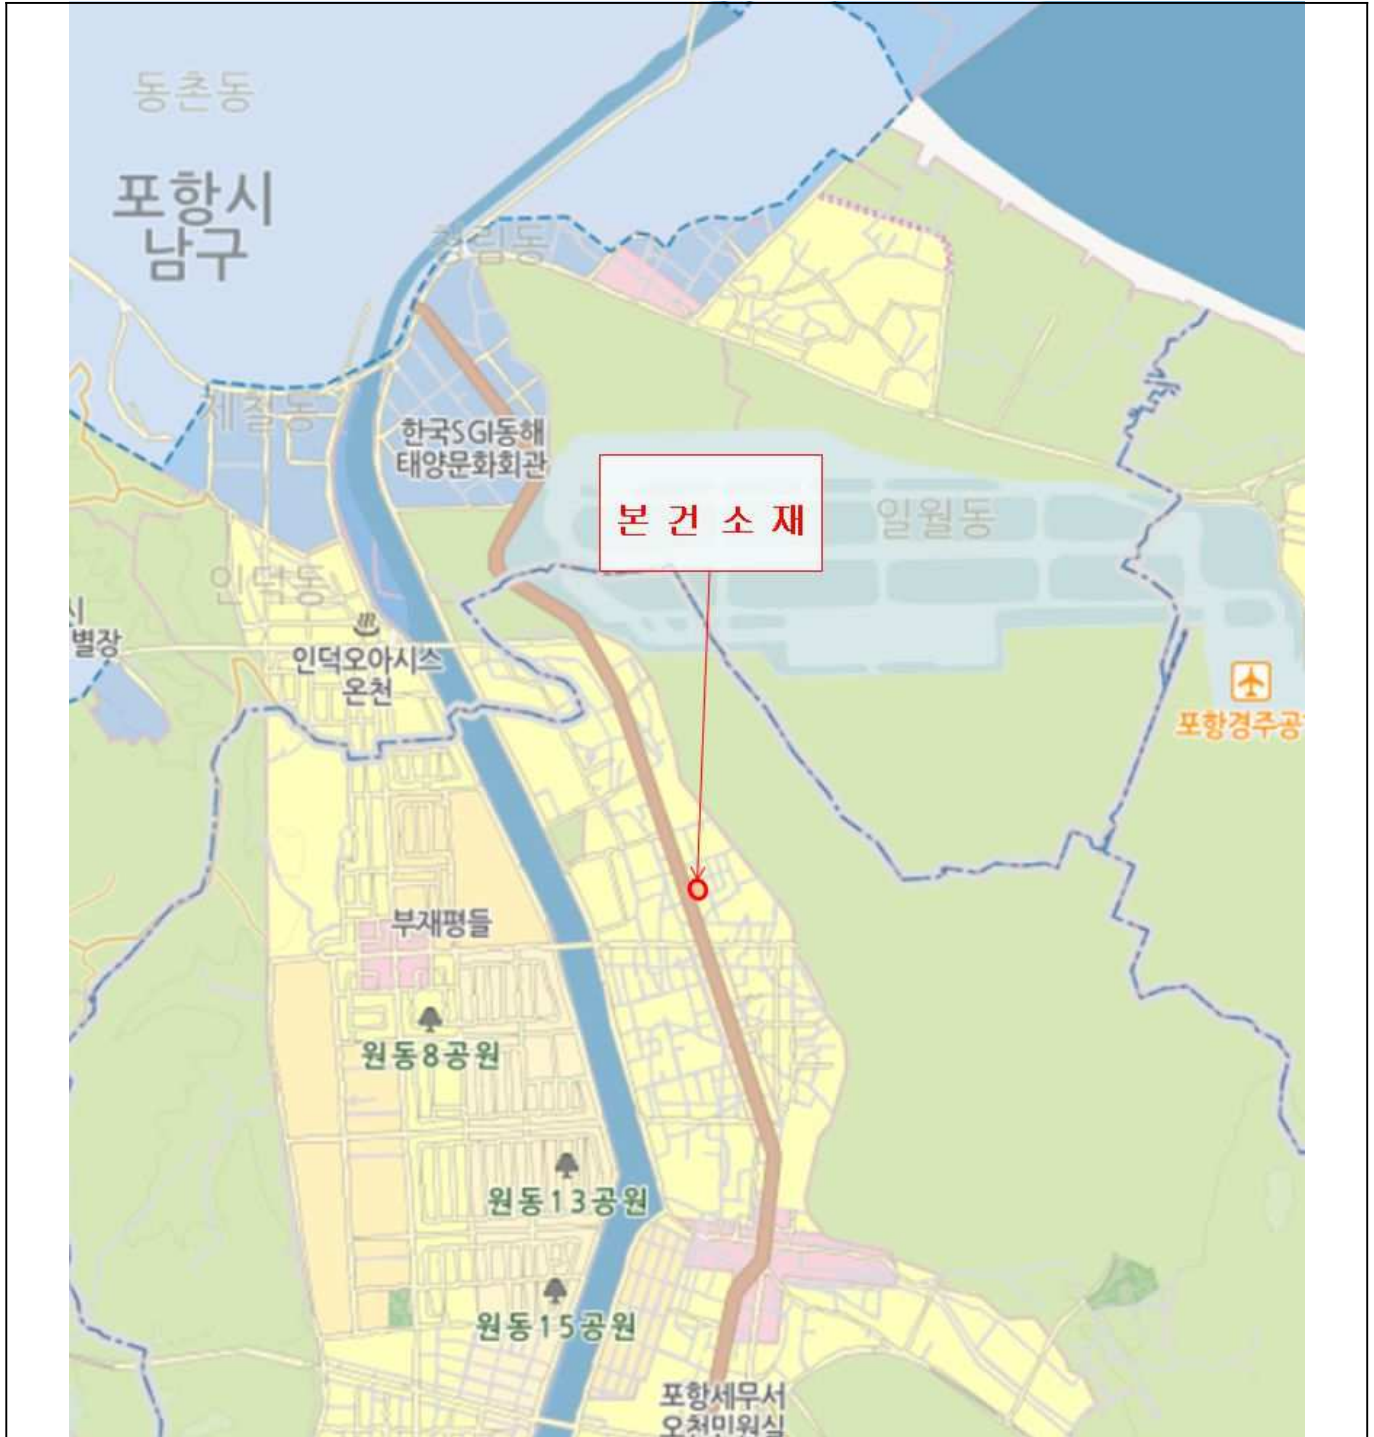 동촌동
포항시
남구
청림동
제철동
한국SGI동해
태양문화회관
본 건 소 재
일월동
인덕동
시
별장
인덕오아시스
온천
포항경주공
부재평들
원동8공원
원동13공원
원동15공원
포항세무서
오천민원실